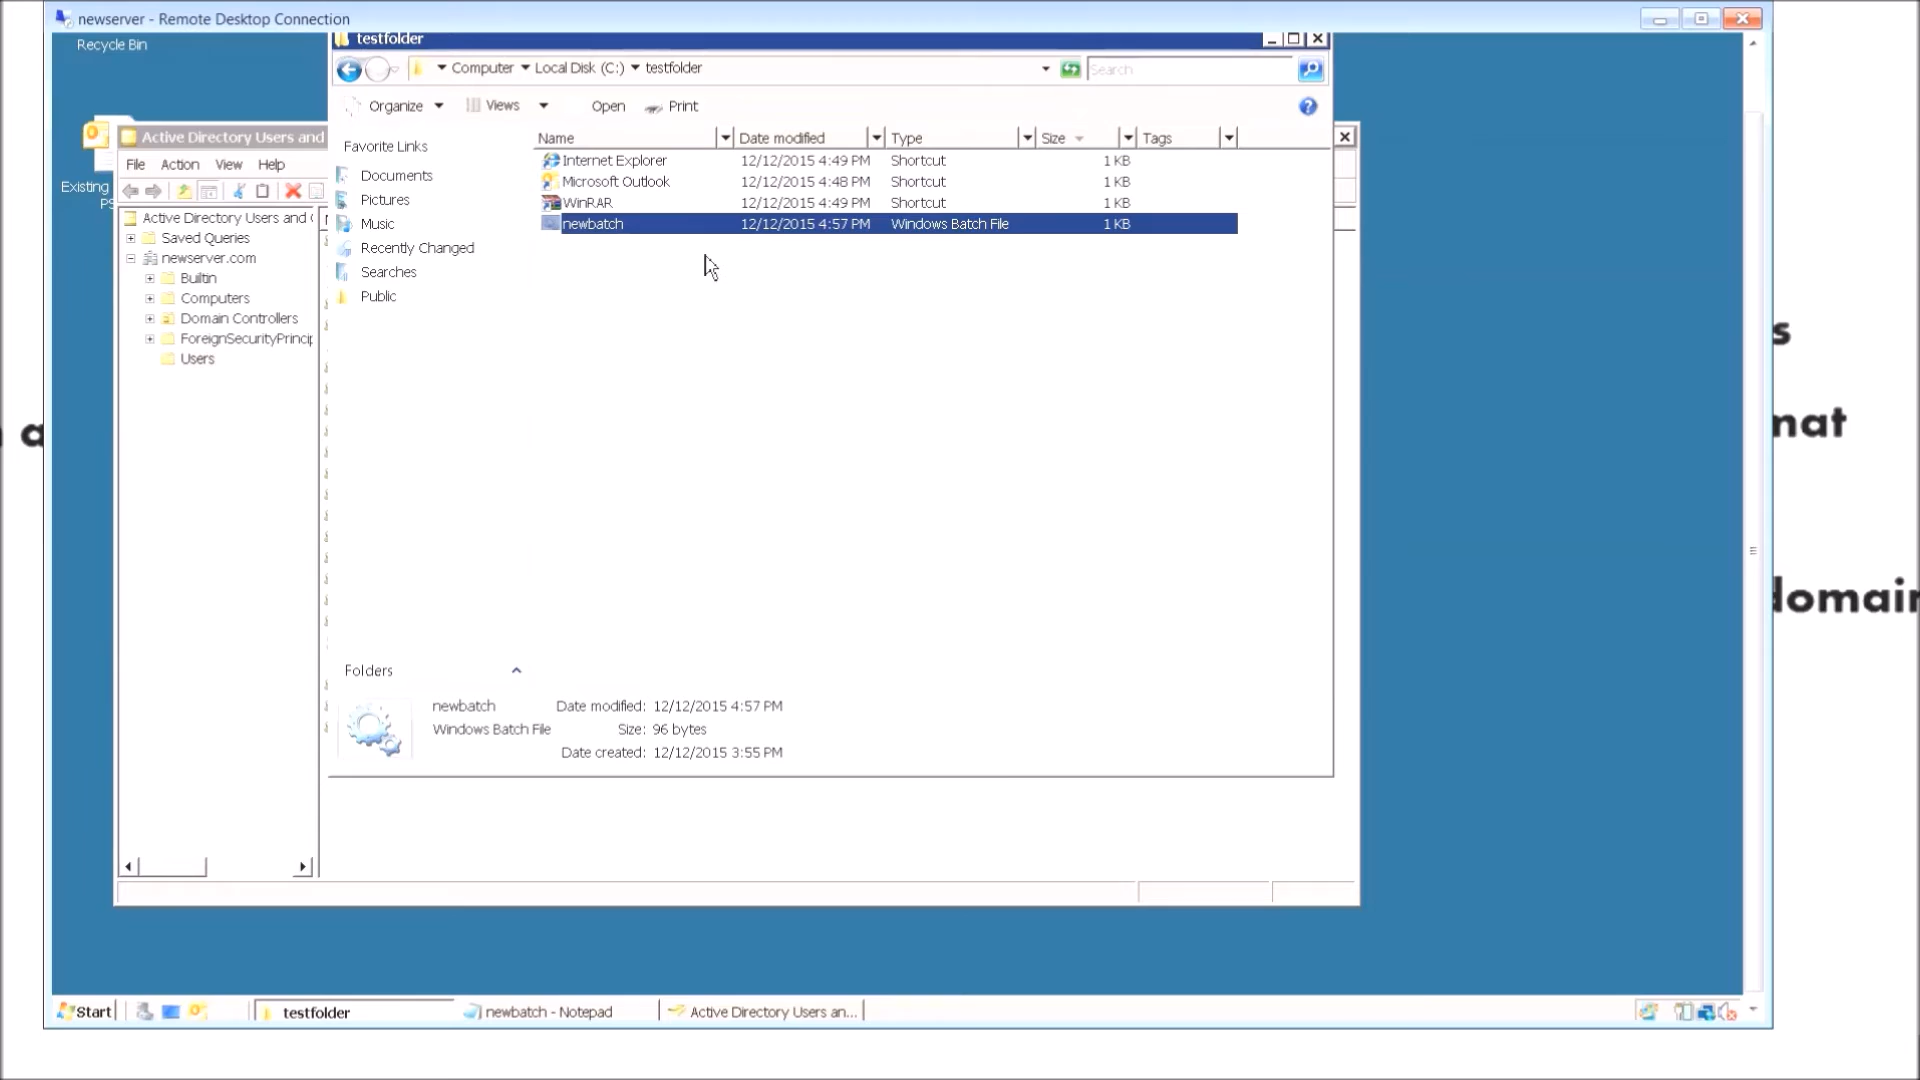 newserver - Remote Desktop Connection
Recycle Bin
testfolder
Computer Local Disk (C:) testfolder
Search
Organize Views Open Print
Active Directory Users and
File Action View Help
Existing
PS
Active Directory Users and
Saved Queries
newserver.com
Builtin
Computers
Domain Controllers
ForeignSecurityPrincip
Users
Favorite Links
Documents
Pictures
Music
Recently Changed
Searches
Public
Folders
Name Date modified Type Size Tags
Internet Explorer 12/12/2015 4:49 PM Shortcut 1 KB
Microsoft Outlook 12/12/2015 4:48 PM Shortcut 1 KB
WinRAR 12/12/2015 4:49 PM Shortcut 1 KB
newbatch 12/12/2015 4:57 PM Windows Batch File 1 KB
newbatch Date modified: 12/12/2015 4:57 PM
Windows Batch File Size: 96 bytes
Date created: 12/12/2015 3:55 PM
s
mat
domain
Start testfolder newbatch - Notepad Active Directory Users an...